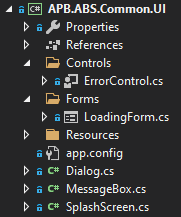 C# APB.ABS.Common.UI
Properties
References
Controls
ErrorControl.cs
Forms
LoadingForm.cs
Resources
app.config
C# Dialog.cs
C# MessageBox.cs
C# SplashScreen.cs